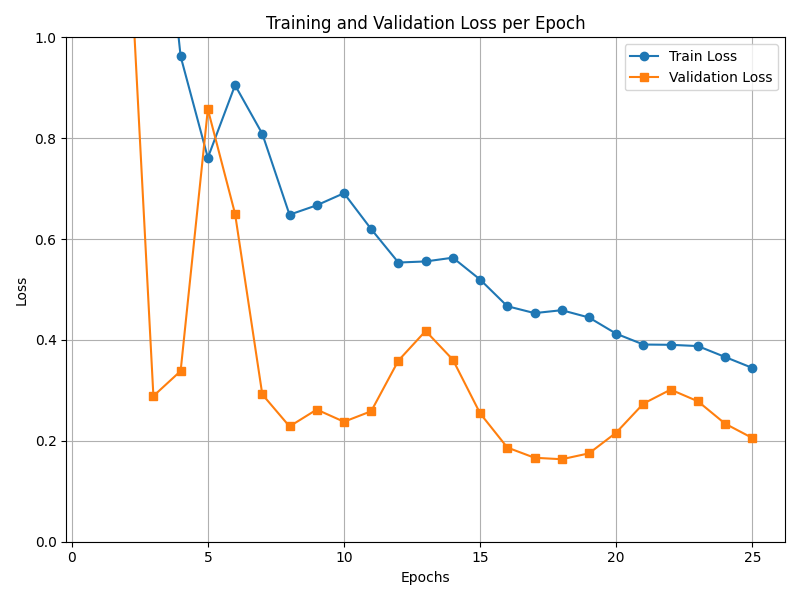 Training and Validation Loss per Epoch
Train Loss
Validation Loss
1.0
0.8
0.6
0.4
0.2
0.0
Loss
0 5 10 15 20 25
Epochs